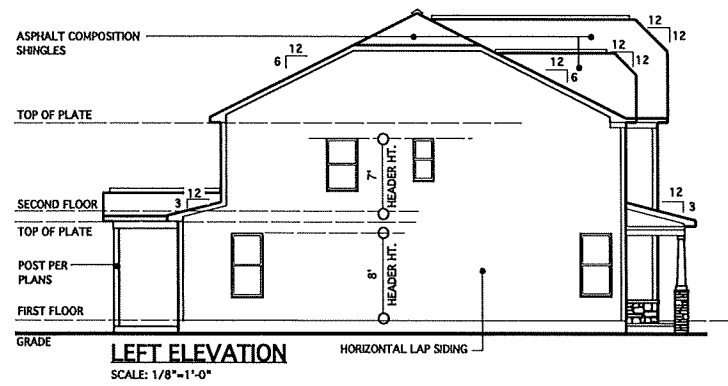 ASPHALT COMPOSITION
SHINGLES
12
6
12
12
12
12
12
6
TOP OF PLATE
7'
HEADER HT.
12
3
SECOND FLOOR
12
3
TOP OF PLATE
8'
HEADER HT.
POST PER
PLANS
FIRST FLOOR
GRADE
LEFT ELEVATION
HORIZONTAL LAP SIDING
SCALE: 1/8"=1'-0"